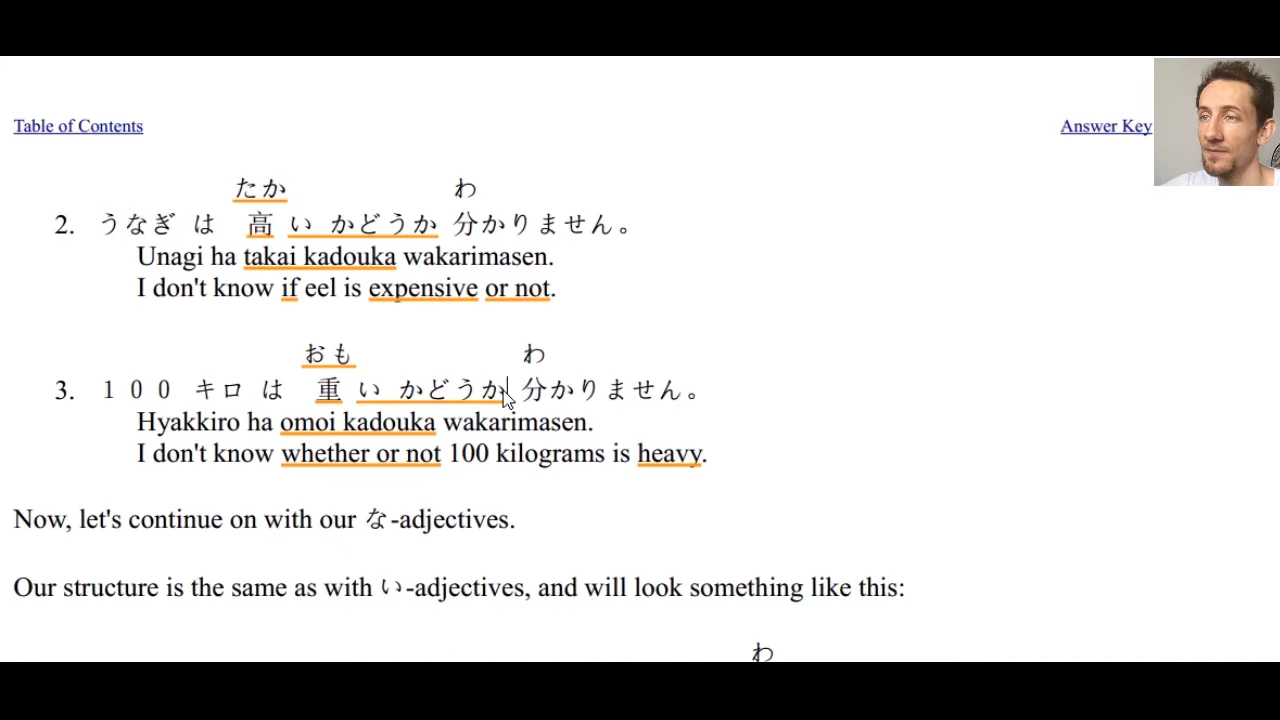 Table of Contents
Answer Key
たか わ
2. うなぎ は 高 い かどうか 分かりません。
Unagi ha takai kadouka wakarimasen.
I don't know if eel is expensive or not.
おも わ
3. １００ キロ は 重 い かどうか 分かりません。
Hyakkiro ha omoi kadouka wakarimasen.
I don't know whether or not 100 kilograms is heavy.
Now, let's continue on with our な-adjectives.
Our structure is the same as with い-adjectives, and will look something like this:
わ